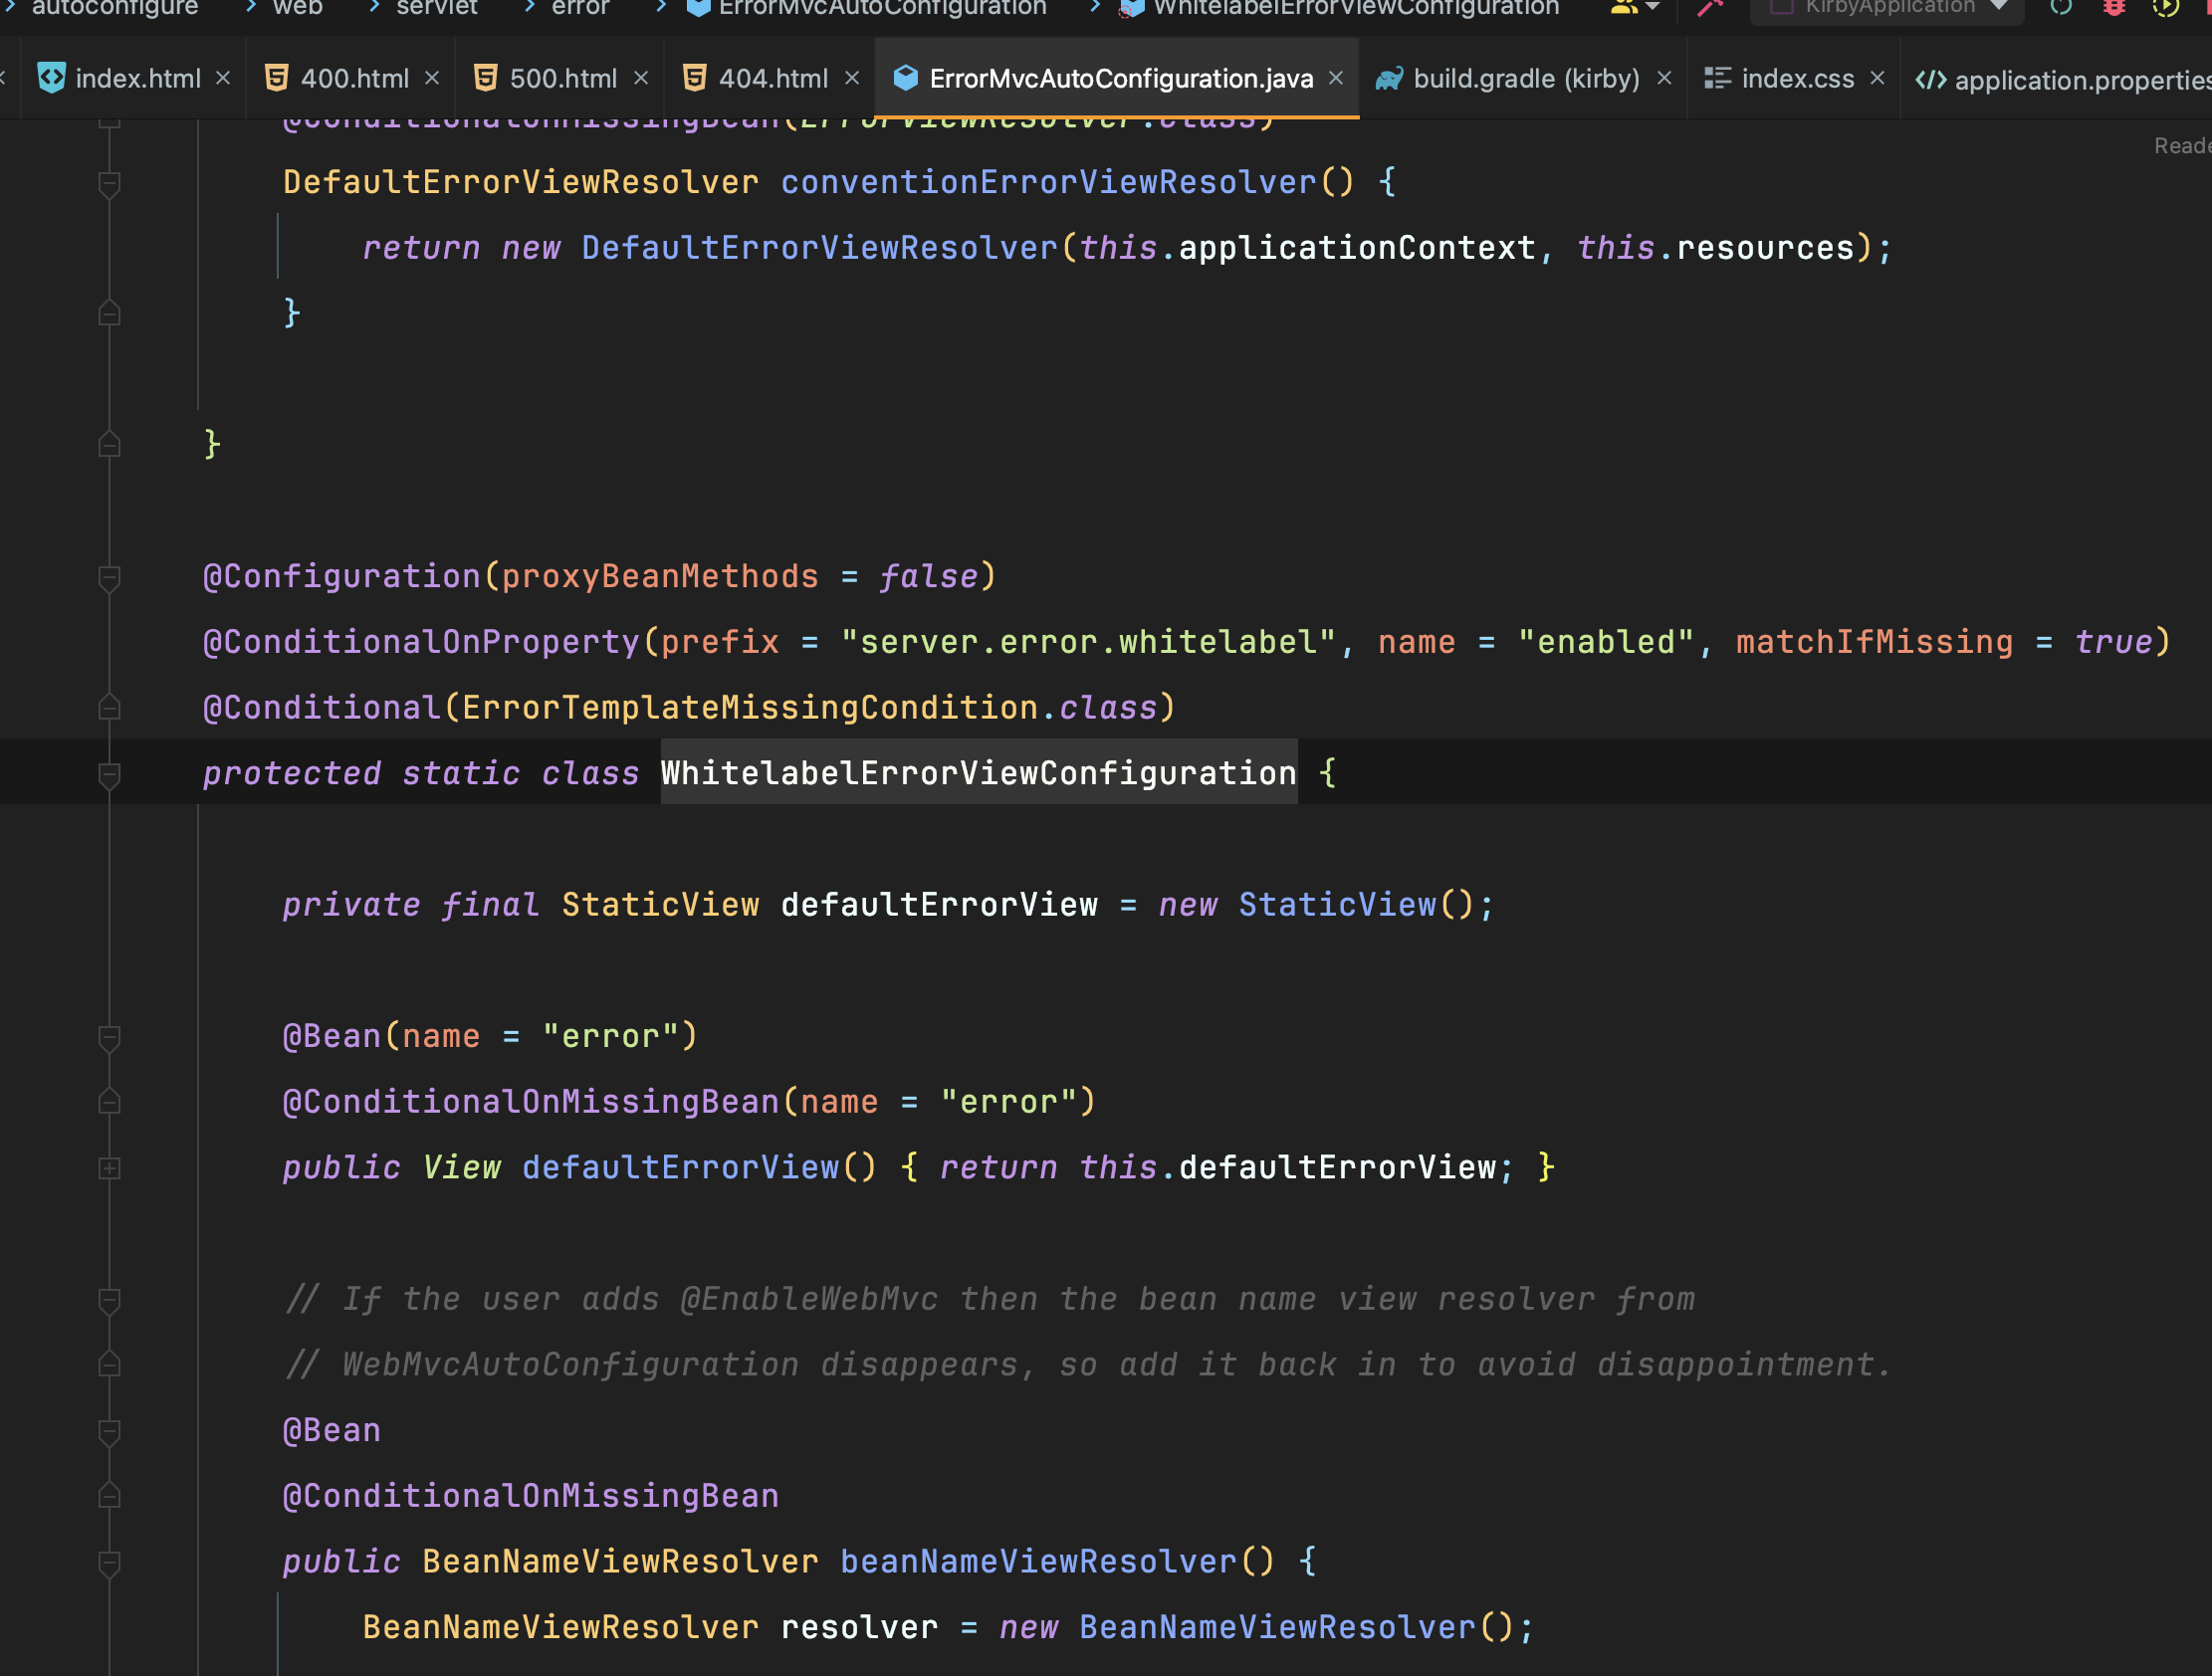 autoconfigure > web > servlet > error > ErrorMvcAutoConfiguration > WhitelabelErrorViewConfiguration KirbyApplication
index.html 400.html 500.html 404.html ErrorMvcAutoConfiguration.java build.gradle (kirby) index.css application.properties
Reade
@ConditionalOnMissingBean(ErrorViewResolver.class)
DefaultErrorViewResolver conventionErrorViewResolver() {
return new DefaultErrorViewResolver(this.applicationContext, this.resources);
}
}
@Configuration(proxyBeanMethods = false)
@ConditionalOnProperty(prefix = "server.error.whitelabel", name = "enabled", matchIfMissing = true)
@Conditional(ErrorTemplateMissingCondition.class)
protected static class WhitelabelErrorViewConfiguration {
private final StaticView defaultErrorView = new StaticView();
@Bean(name = "error")
@ConditionalOnMissingBean(name = "error")
public View defaultErrorView() { return this.defaultErrorView; }
// If the user adds @EnableWebMvc then the bean name view resolver from
// WebMvcAutoConfiguration disappears, so add it back in to avoid disappointment.
@Bean
@ConditionalOnMissingBean
public BeanNameViewResolver beanNameViewResolver() {
BeanNameViewResolver resolver = new BeanNameViewResolver();